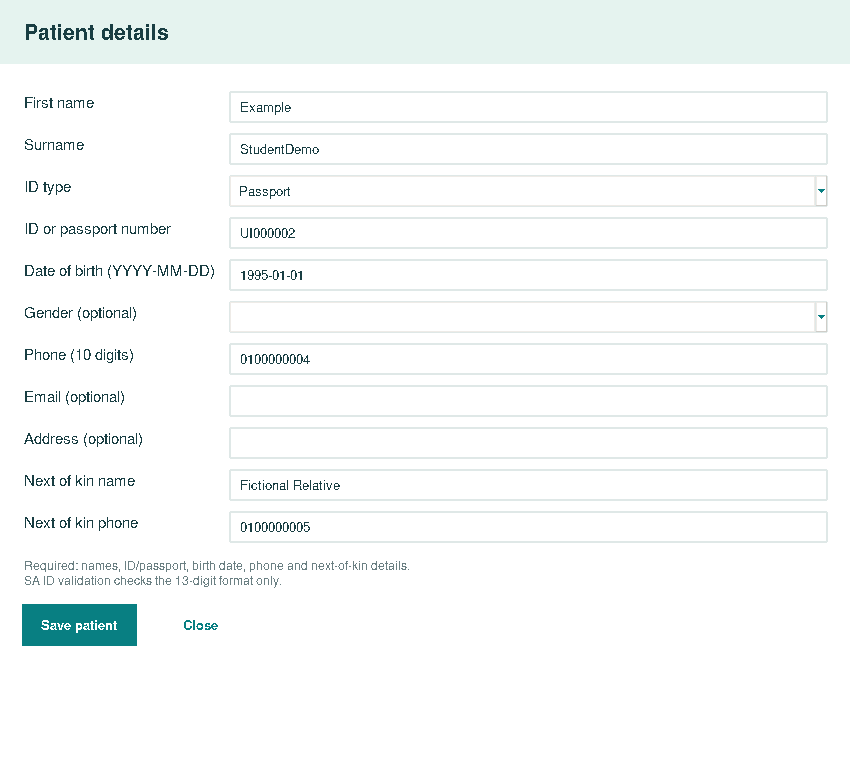 Patient details
First name
Example
Surname
StudentDemo
ID type
Passport
ID or passport number
UI000002
Date of birth (YYYY-MM-DD)
1995-01-01
Gender (optional)
Phone (10 digits)
0100000004
Email (optional)
Address (optional)
Next of kin name
Fictional Relative
Next of kin phone
0100000005
Required: names, ID/passport, birth date, phone and next-of-kin details.
SA ID validation checks the 13-digit format only.
Save patient
Close